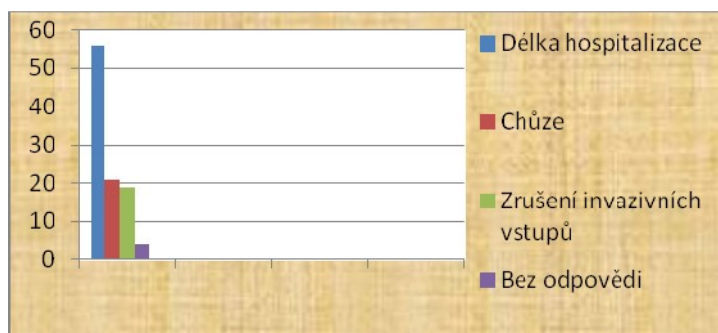 60
50
40
30
20
10
0
Délka hospitalizace
Chůze
Zrušení invazivních
vstupů
Bez odpovědi